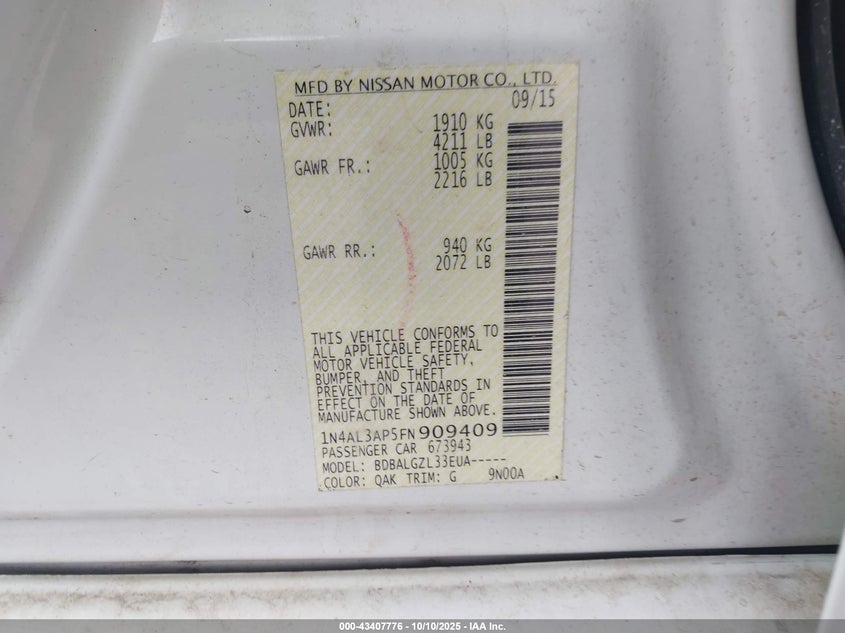 MFD BY NISSAN MOTOR CO., LTD.
DATE: 09/15
GVWR: 1910 KG
4211 LB
GAWR FR.: 1005 KG
2216 LB
GAWR RR.: 940 KG
2072 LB
THIS VEHICLE CONFORMS TO
ALL APPLICABLE FEDERAL
MOTOR VEHICLE SAFETY,
BUMPER, AND THEFT
PREVENTION STANDARDS IN
EFFECT ON THE DATE OF
MANUFACTURE SHOWN ABOVE.
1N4AL3AP5FN909409
PASSENGER CAR 673943
MODEL: BDBALGZL33EUA-----
COLOR: QAK TRIM: G 9N00A
000-43407776 - 10/10/2025 - IAA Inc.